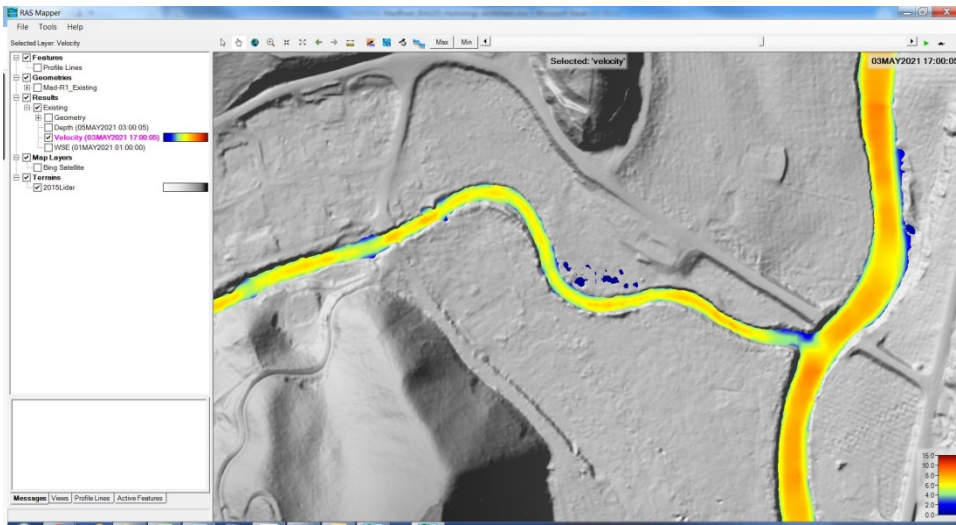 RAS Mapper
File Tools Help
Selected Layer: Velocity
Max Min
Features
Profile Lines
Geometries
Mad-R1_Existing
Results
Existing
Geometry
Depth (05MAY2021 03:00:05)
Velocity (03MAY2021 17:00:05)
WSE (01MAY2021 01:00:00)
Map Layers
Bing Satellite
Terrains
2015Lidar
Selected: 'velocity'
03MAY2021 17:00:05
15.0
10.0
8.0
6.0
4.0
2.0
0.0
Messages Views Profile Lines Active Features